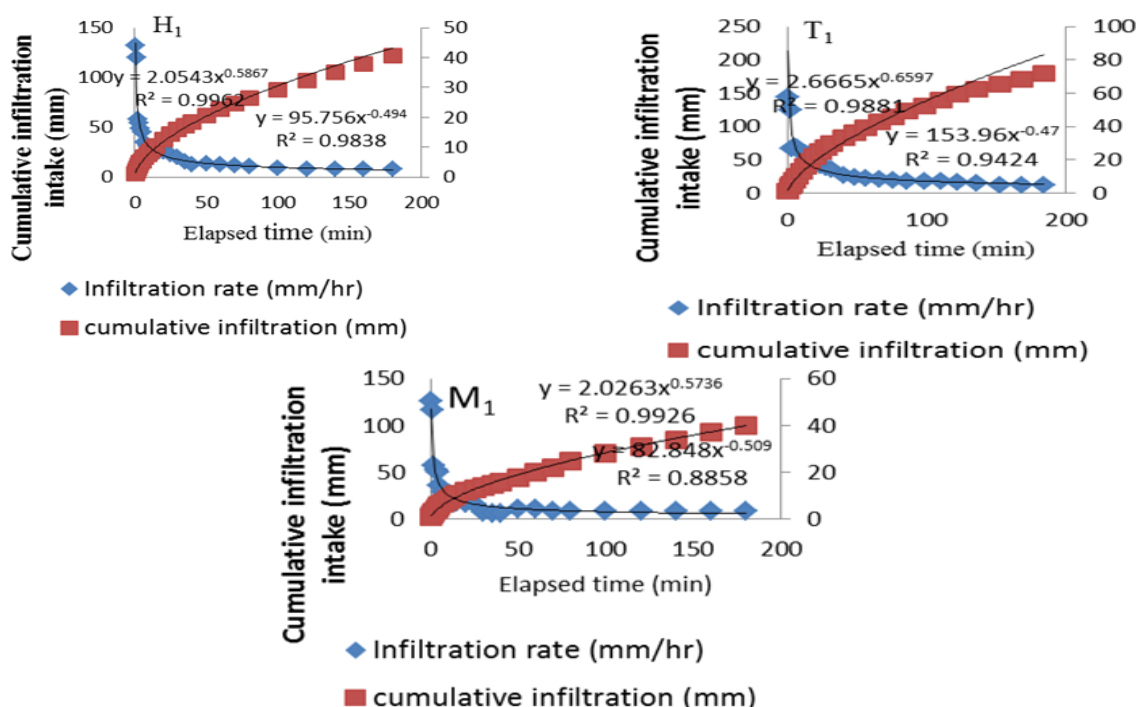 H₁
Cumulative infiltration
intake (mm)
150
100
50
0
50
40
30
20
10
0
y = 2.0543x^0.5867
R² = 0.9962
y = 95.756x^-0.494
R² = 0.9838
0 50 100 150 200
Elapsed time (min)
Infiltration rate (mm/hr)
cumulative infiltration (mm)
T₁
Cumulative infiltration
intake (mm)
250
200
150
100
50
0
100
80
60
40
20
0
y = 2.6665x^0.6597
R² = 0.9881
y = 153.96x^-0.47
R² = 0.9424
0 100 200
Elapsed time (min)
Infiltration rate (mm/hr)
cumulative infiltration (mm)
M₁
Cumulative infiltration
intake (mm)
150
100
50
0
60
40
20
0
y = 2.0263x^0.5736
R² = 0.9926
y = 82.848x^-0.509
R² = 0.8858
0 50 100 150 200
Elapsed time (min)
Infiltration rate (mm/hr)
cumulative infiltration (mm)